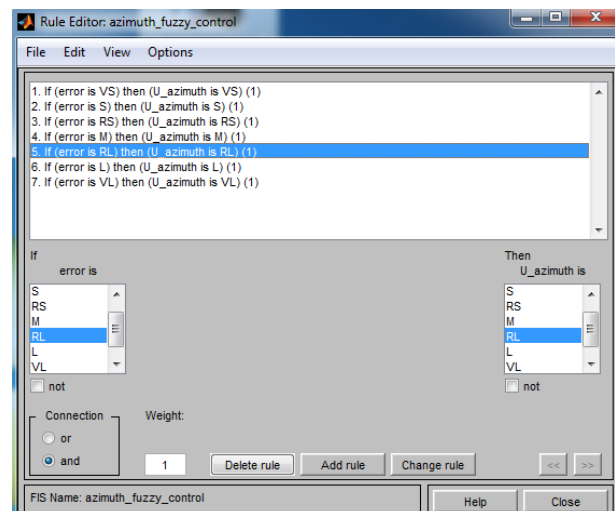 Rule Editor: azimuth_fuzzy_control
File Edit View Options
1. If (error is VS) then (U_azimuth is VS) (1)
2. If (error is S) then (U_azimuth is S) (1)
3. If (error is RS) then (U_azimuth is RS) (1)
4. If (error is M) then (U_azimuth is M) (1)
5. If (error is RL) then (U_azimuth is RL) (1)
6. If (error is L) then (U_azimuth is L) (1)
7. If (error is VL) then (U_azimuth is VL) (1)
If
error is
S
RS
M
RL
L
VL
not
Then
U_azimuth is
S
RS
M
RL
L
VL
not
Connection
or
and
Weight:
1
Delete rule Add rule Change rule << >>
FIS Name: azimuth_fuzzy_control
Help Close